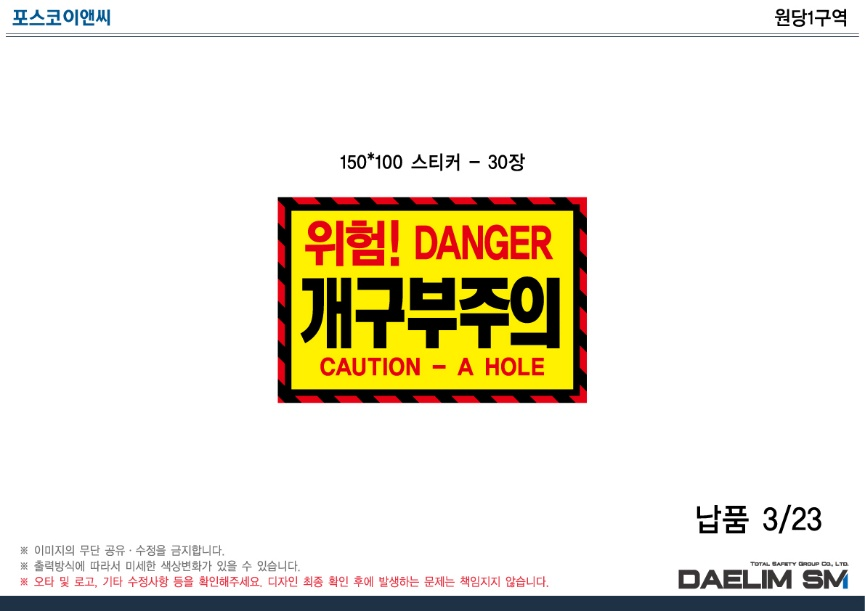 포스코이앤씨
원당1구역
150*100 스티커 - 30장
위험! DANGER
개구부주의
CAUTION - A HOLE
납품 3/23
※ 이미지의 무단 공유·수정을 금지합니다.
※ 출력방식에 따라서 미세한 색상변화가 있을 수 있습니다.
※ 오타 및 로고, 기타 수정사항 등을 확인해주세요. 디자인 최종 확인 후에 발생하는 문제는 책임지지 않습니다.
TOTAL SAFETY GROUP CO., LTD.
DAELIM SM